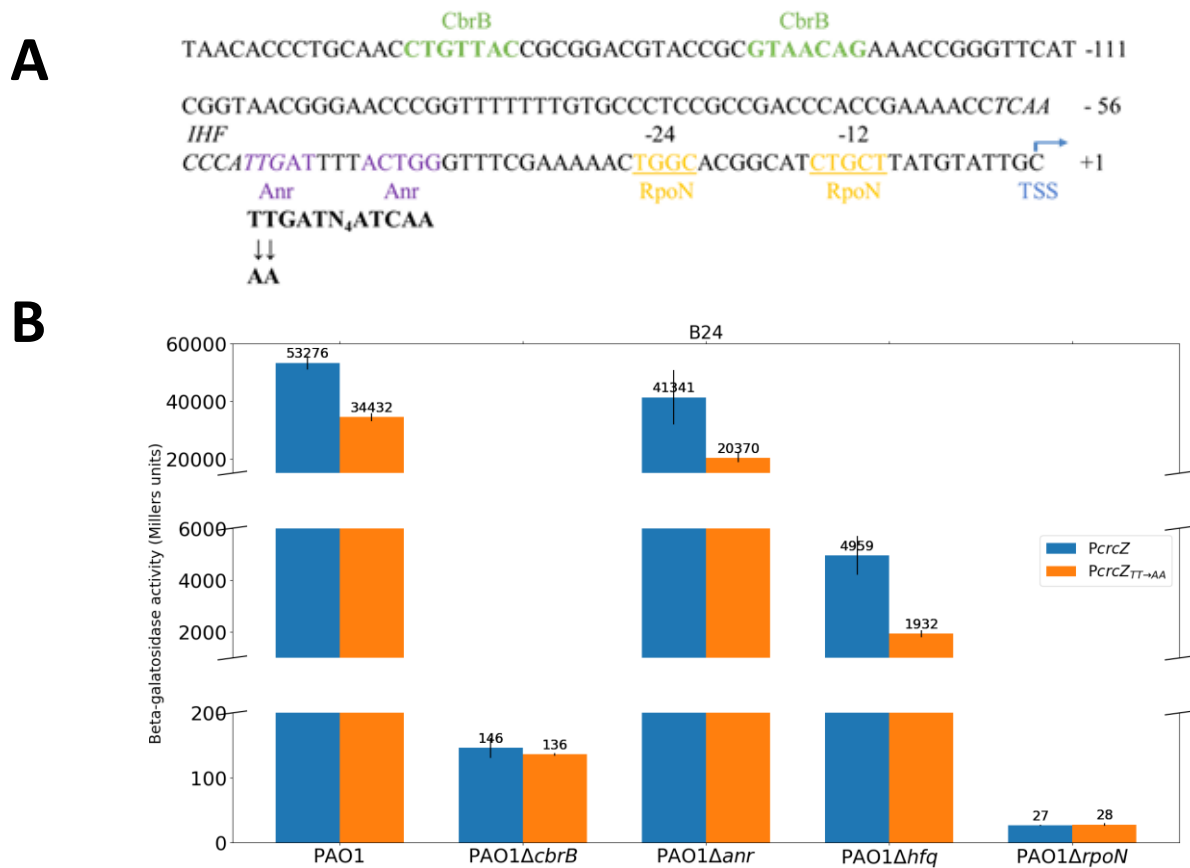 A
CbrB CbrB
TAACACCCTGCAACCTGTTACCGCGGACGTACCGCGTAACAGAAACCGGGTTCAT -111
CGGTAACGGGAACCCGGTTTTTTTGTGCCCTCCGCCGACCCACCGAAAACCTCAA - 56
IHF -24 -12
CCCATTGATTTTACTGGGTTTCGAAAAACTGGCACGGCATCTGCTTATGTATTGC +1
Anr Anr RpoN RpoN TSS
TTGATN₄ATCAA
↓↓
AA
B
B24
Beta-galatosidase activity (Millers units)
60000
40000
20000
6000
4000
2000
200
100
0
53276
34432
41341
20370
4959
1932
146
136
27
28
PcrcZ
PcrcZTT→AA
PAO1 PAO1ΔcbrB PAO1Δanr PAO1Δhfq PAO1ΔrpoN